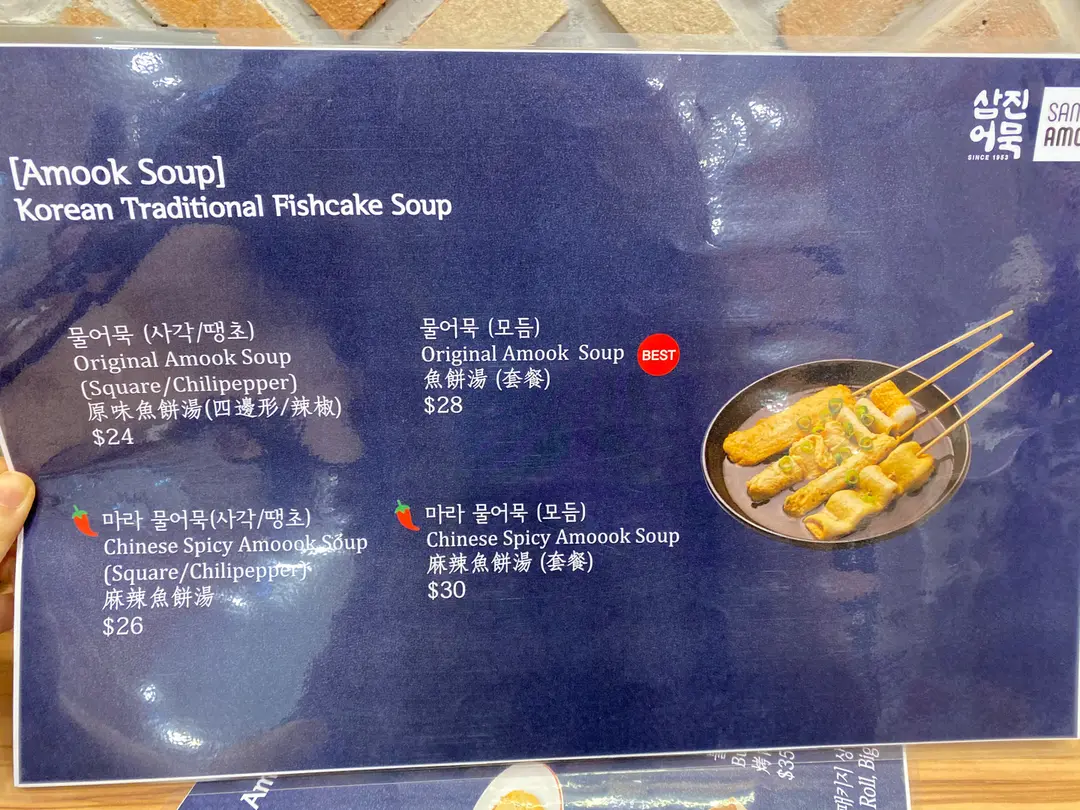 삼진
어묵
SINCE 1953
[Amook Soup]
Korean Traditional Fishcake Soup
물어묵 (사각/땡초)
Original Amook Soup
(Square/Chilipepper)
原味魚餅湯(四邊形/辣椒)
$24
물어묵 (모듬)
Original Amook Soup
BEST
魚餅湯 (套餐)
$28
마라 물어묵(사각/땡초)
Chinese Spicy Amoook Soup
(Square/Chilipepper)
麻辣魚餅湯
$26
마라 물어묵 (모듬)
Chinese Spicy Amoook Soup
麻辣魚餅湯 (套餐)
$30
$35
Roll, Big